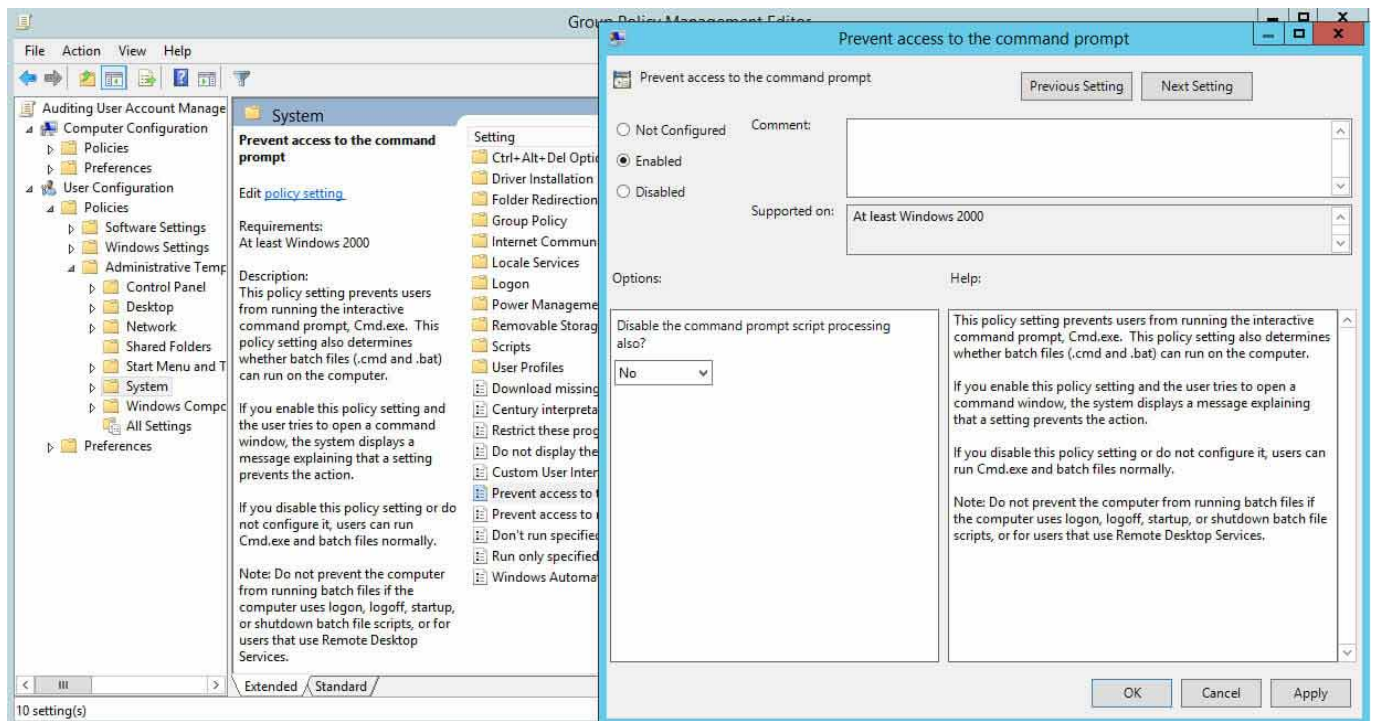 Group Policy Management Editor
File Action View Help
Auditing User Account Manage
Computer Configuration
Policies
Preferences
User Configuration
Policies
Software Settings
Windows Settings
Administrative Temp
Control Panel
Desktop
Network
Shared Folders
Start Menu and T
System
Windows Compo
All Settings
Preferences
System
Prevent access to the command
prompt
Edit policy setting
Requirements:
At least Windows 2000
Description:
This policy setting prevents users
from running the interactive
command prompt, Cmd.exe. This
policy setting also determines
whether batch files (.cmd and .bat)
can run on the computer.
If you enable this policy setting and
the user tries to open a command
window, the system displays a
message explaining that a setting
prevents the action.
If you disable this policy setting or do
not configure it, users can run
Cmd.exe and batch files normally.
Note: Do not prevent the computer
from running batch files if the
computer uses logon, logoff, startup,
or shutdown batch file scripts, or for
users that use Remote Desktop
Services.
Setting
Ctrl+Alt+Del Optio
Driver Installation
Folder Redirection
Group Policy
Internet Commun
Locale Services
Logon
Power Manageme
Removable Storag
Scripts
User Profiles
Download missing
Century interpreta
Restrict these prog
Do not display the
Custom User Inter
Prevent access to t
Prevent access to r
Don't run specified
Run only specified
Windows Automa
Extended Standard
10 setting(s)
Prevent access to the command prompt
Prevent access to the command prompt
Previous Setting Next Setting
Not Configured
Enabled
Disabled
Comment:
Supported on:
At least Windows 2000
Options:
Help:
Disable the command prompt script processing
also?
No
This policy setting prevents users from running the interactive
command prompt, Cmd.exe. This policy setting also determines
whether batch files (.cmd and .bat) can run on the computer.
If you enable this policy setting and the user tries to open a
command window, the system displays a message explaining
that a setting prevents the action.
If you disable this policy setting or do not configure it, users can
run Cmd.exe and batch files normally.
Note: Do not prevent the computer from running batch files if
the computer uses logon, logoff, startup, or shutdown batch file
scripts, or for users that use Remote Desktop Services.
OK Cancel Apply